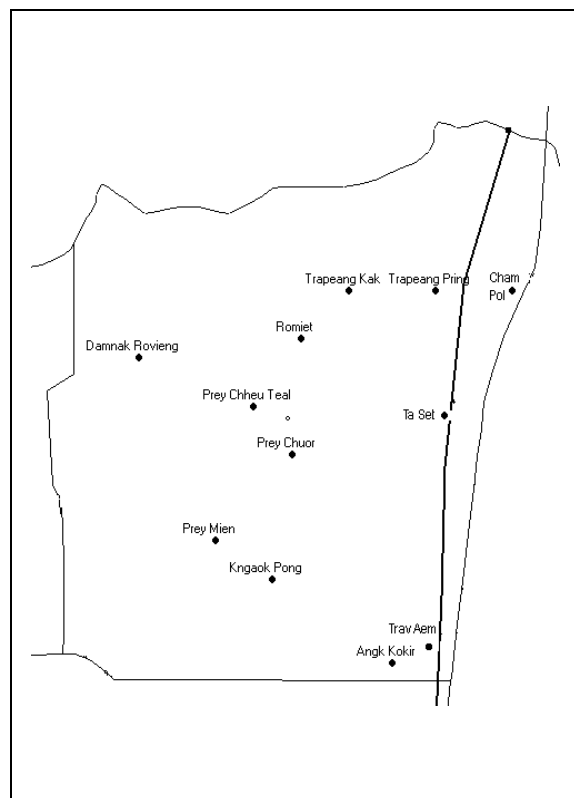 Trapeang Kak
Trapeang Pring
Cham
Pol
Romiet
Damnak Rovieng
Prey Chheu Teal
Ta Set
Prey Chuor
Prey Mien
Kngaok Pong
Trav Aem
Angk Kokir